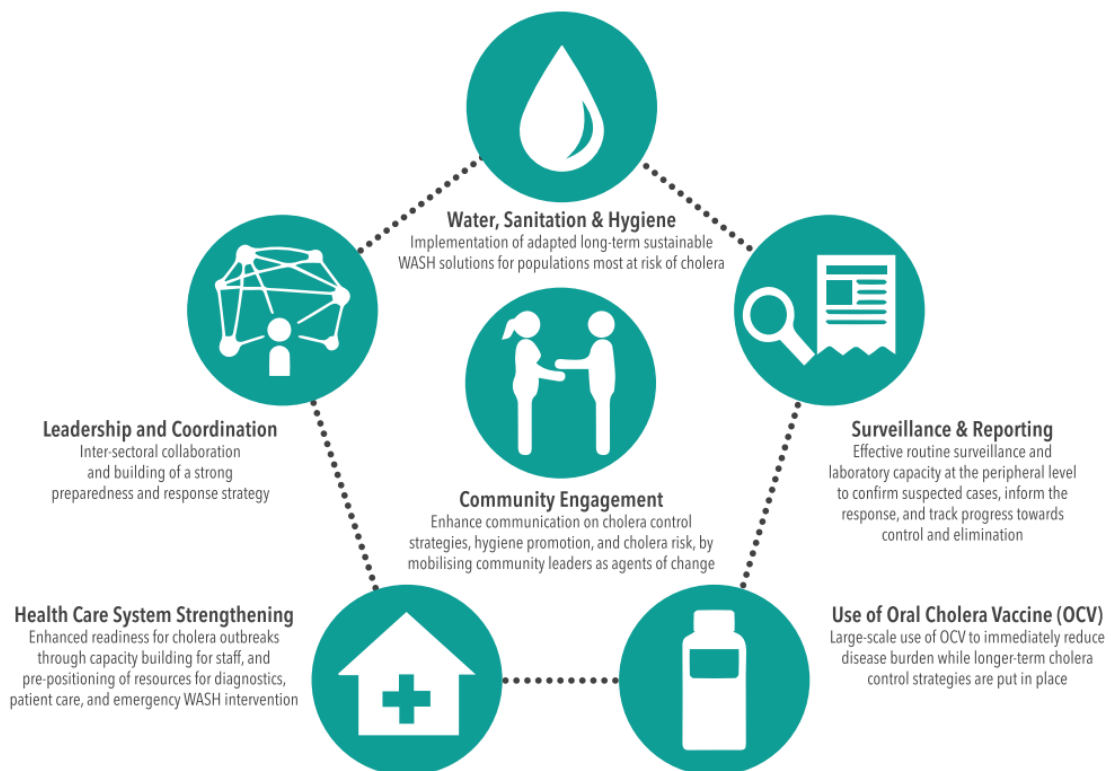 Water, Sanitation & Hygiene
Implementation of adapted long-term sustainable
WASH solutions for populations most at risk of cholera
Leadership and Coordination
Inter-sectoral collaboration
and building of a strong
preparedness and response strategy
Surveillance & Reporting
Effective routine surveillance and
laboratory capacity at the peripheral level
to confirm suspected cases, inform the
response, and track progress towards
control and elimination
Community Engagement
Enhance communication on cholera control
strategies, hygiene promotion, and cholera risk, by
mobilising community leaders as agents of change
Health Care System Strengthening
Enhanced readiness for cholera outbreaks
through capacity building for staff, and
pre-positioning of resources for diagnostics,
patient care, and emergency WASH intervention
Use of Oral Cholera Vaccine (OCV)
Large-scale use of OCV to immediately reduce
disease burden while longer-term cholera
control strategies are put in place